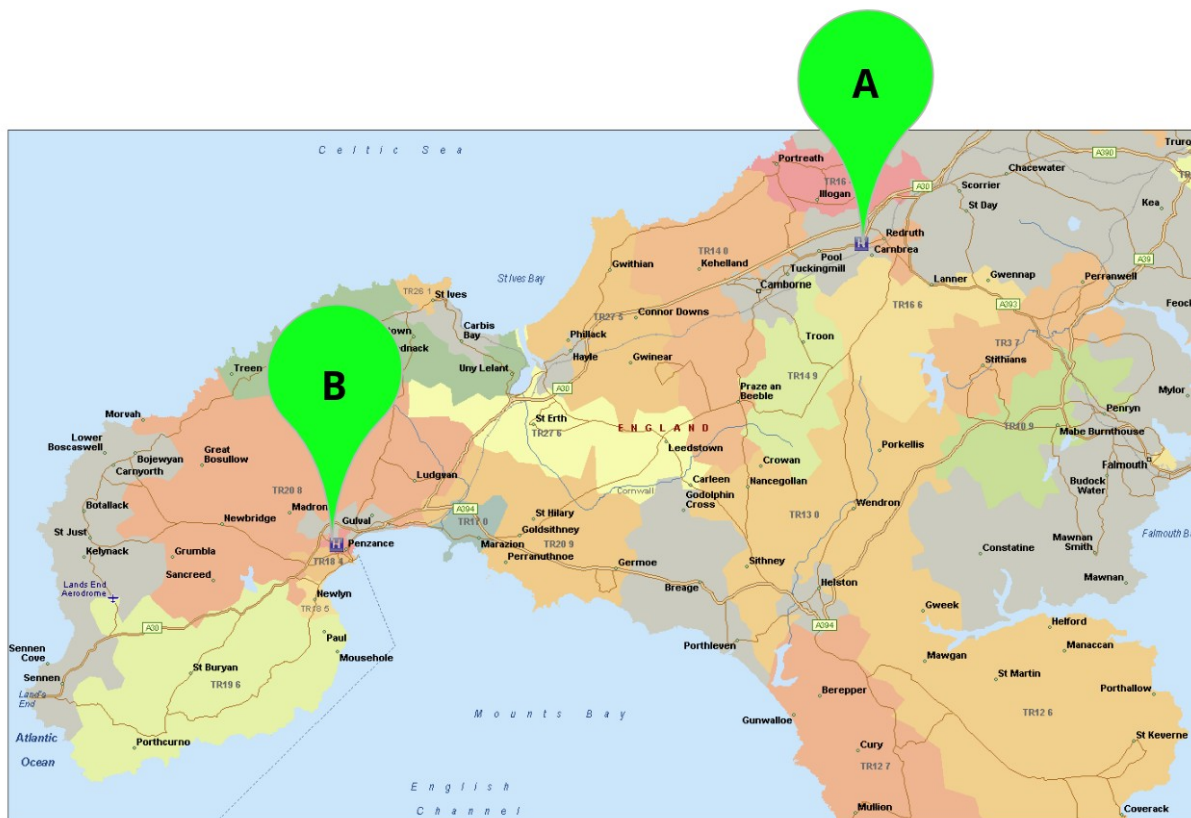 A
Celtic Sea
Portreath
TR16
Illogan
A30
Chacewater
A390
Truro
Scorrier
St Day
Kea
Redruth
Carnbrea
Pool
Tuckingmill
Camborne
TR14 8
Kehelland
Gwithian
St Ives Bay
Lanner
Gwennap
A39
Perranwell
A393
Feock
TR26 1
St Ives
Carbis
Bay
TR27 5
Connor Downs
Phillack
Hayle
Gwinear
TR16 6
Troon
TR14 9
TR3 7
Stithians
B
Treen
Uny Lelant
A30
Praze an
Beeble
Mylor
Penryn
Mabe Burnthouse
TR10 9
Falmouth
Budock
Water
Morvah
Lower
Boscaswell
Bojewyan
Carnyorth
Great
Bosullow
St Erth
TR27 6
ENGLAND
Leedstown
Porkellis
Crowan
Nancegollan
Carleen
Godolphin
Cross
Cornwall
Ludgvan
TR20 8
Madron
Gulval
A394
TR17 0
Botallack
Newbridge
St Just
St Hilary
Goldsithney
TR20 9
Marazion
Perranuthnoe
TR13 0
Wendron
H
H
Penzance
TR18 4
Kelynack
Grumbla
Sancreed
Germoe
Sithney
Constatine
Mawnan
Smith
Mawnan
Breage
Helston
Lands End
Aerodrome
Newlyn
TR18 5
A30
Paul
Mousehole
A394
Gweek
Helford
Manaccan
Porthleven
Mawgan
Sennen
Cove
Sennen
Land's
End
St Buryan
TR19 6
St Martin
Porthallow
Berepper
Gunwalloe
TR12 6
Mounts Bay
Atlantic
Ocean
Porthcurno
St Keverne
Cury
TR12 7
English
Channel
Mullion
Coverack